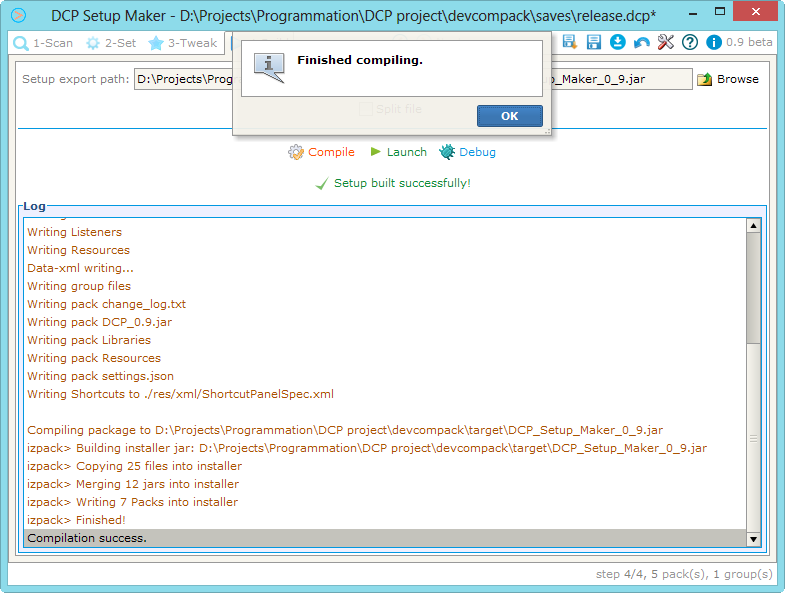 DCP Setup Maker - D:\Projects\Programmation\DCP project\devcompack\saves\release.dcp*
1-Scan 2-Set 3-Tweak 0.9 beta
Finished compiling.
Setup export path: D:\Projects\Prog p_Maker_0_9.jar Browse
Split file
OK
Compile Launch Debug
Setup built successfully!
Log
Writing Listeners
Writing Resources
Data-xml writing...
Writing group files
Writing pack change_log.txt
Writing pack DCP_0.9.jar
Writing pack Libraries
Writing pack Resources
Writing pack settings.json
Writing Shortcuts to ./res/xml/ShortcutPanelSpec.xml
Compiling package to D:\Projects\Programmation\DCP project\devcompack\target\DCP_Setup_Maker_0_9.jar
izpack> Building installer jar: D:\Projects\Programmation\DCP project\devcompack\target\DCP_Setup_Maker_0_9.jar
izpack> Copying 25 files into installer
izpack> Merging 12 jars into installer
izpack> Writing 7 Packs into installer
izpack> Finished!
Compilation success.
step 4/4, 5 pack(s), 1 group(s)